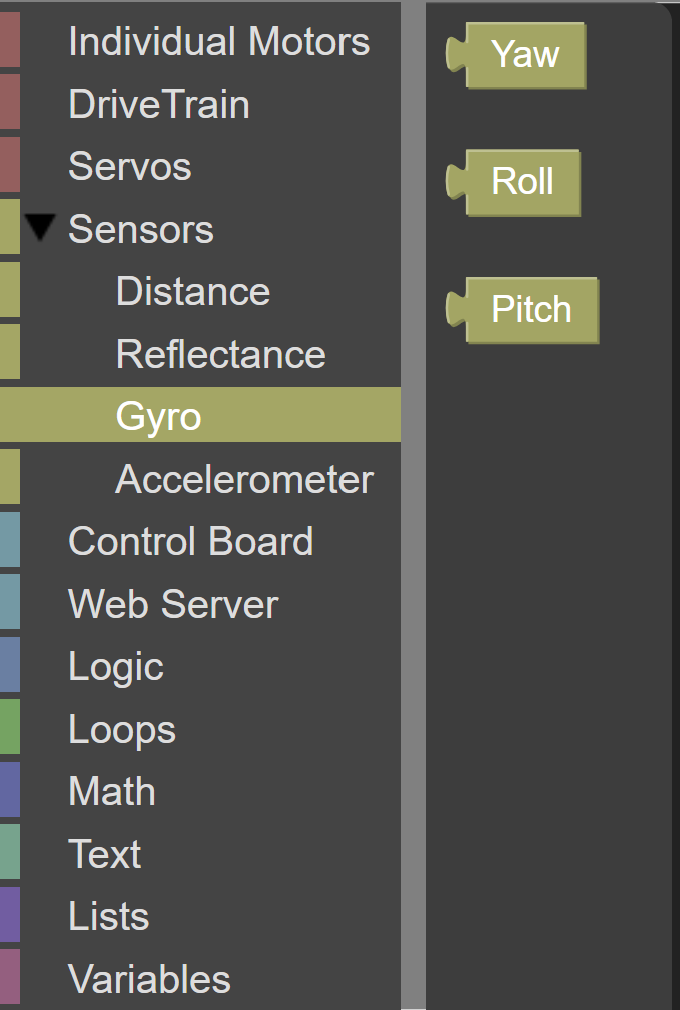 Individual Motors
DriveTrain
Servos
Sensors
Distance
Reflectance
Gyro
Accelerometer
Control Board
Web Server
Logic
Loops
Math
Text
Lists
Variables
Yaw
Roll
Pitch